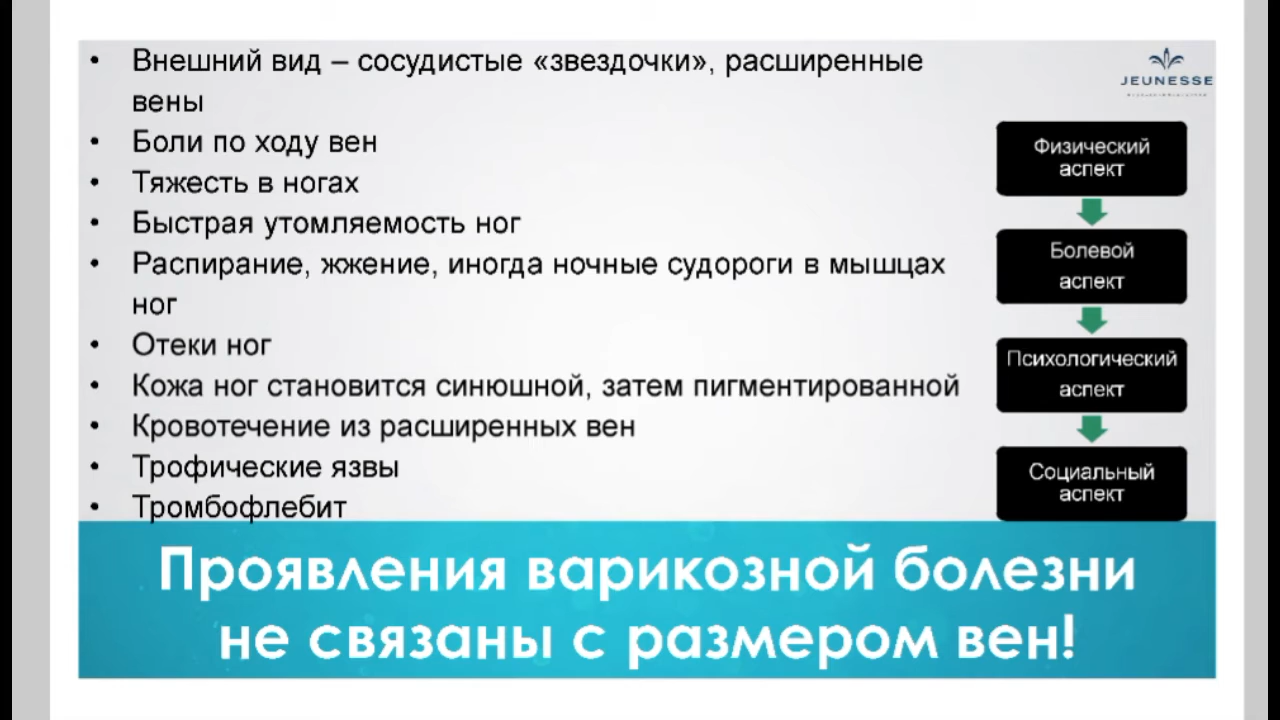 • Внешний вид – сосудистые «звездочки», расширенные
вены
• Боли по ходу вен
• Тяжесть в ногах
• Быстрая утомляемость ног
• Распирание, жжение, иногда ночные судороги в мышцах
ног
• Отеки ног
• Кожа ног становится синюшной, затем пигментированной
• Кровотечение из расширенных вен
• Трофические язвы
• Тромбофлебит
JEUNESSE
Физический
аспект
Болевой
аспект
Психологический
аспект
Социальный
аспект
Проявления варикозной болезни
не связаны с размером вен!